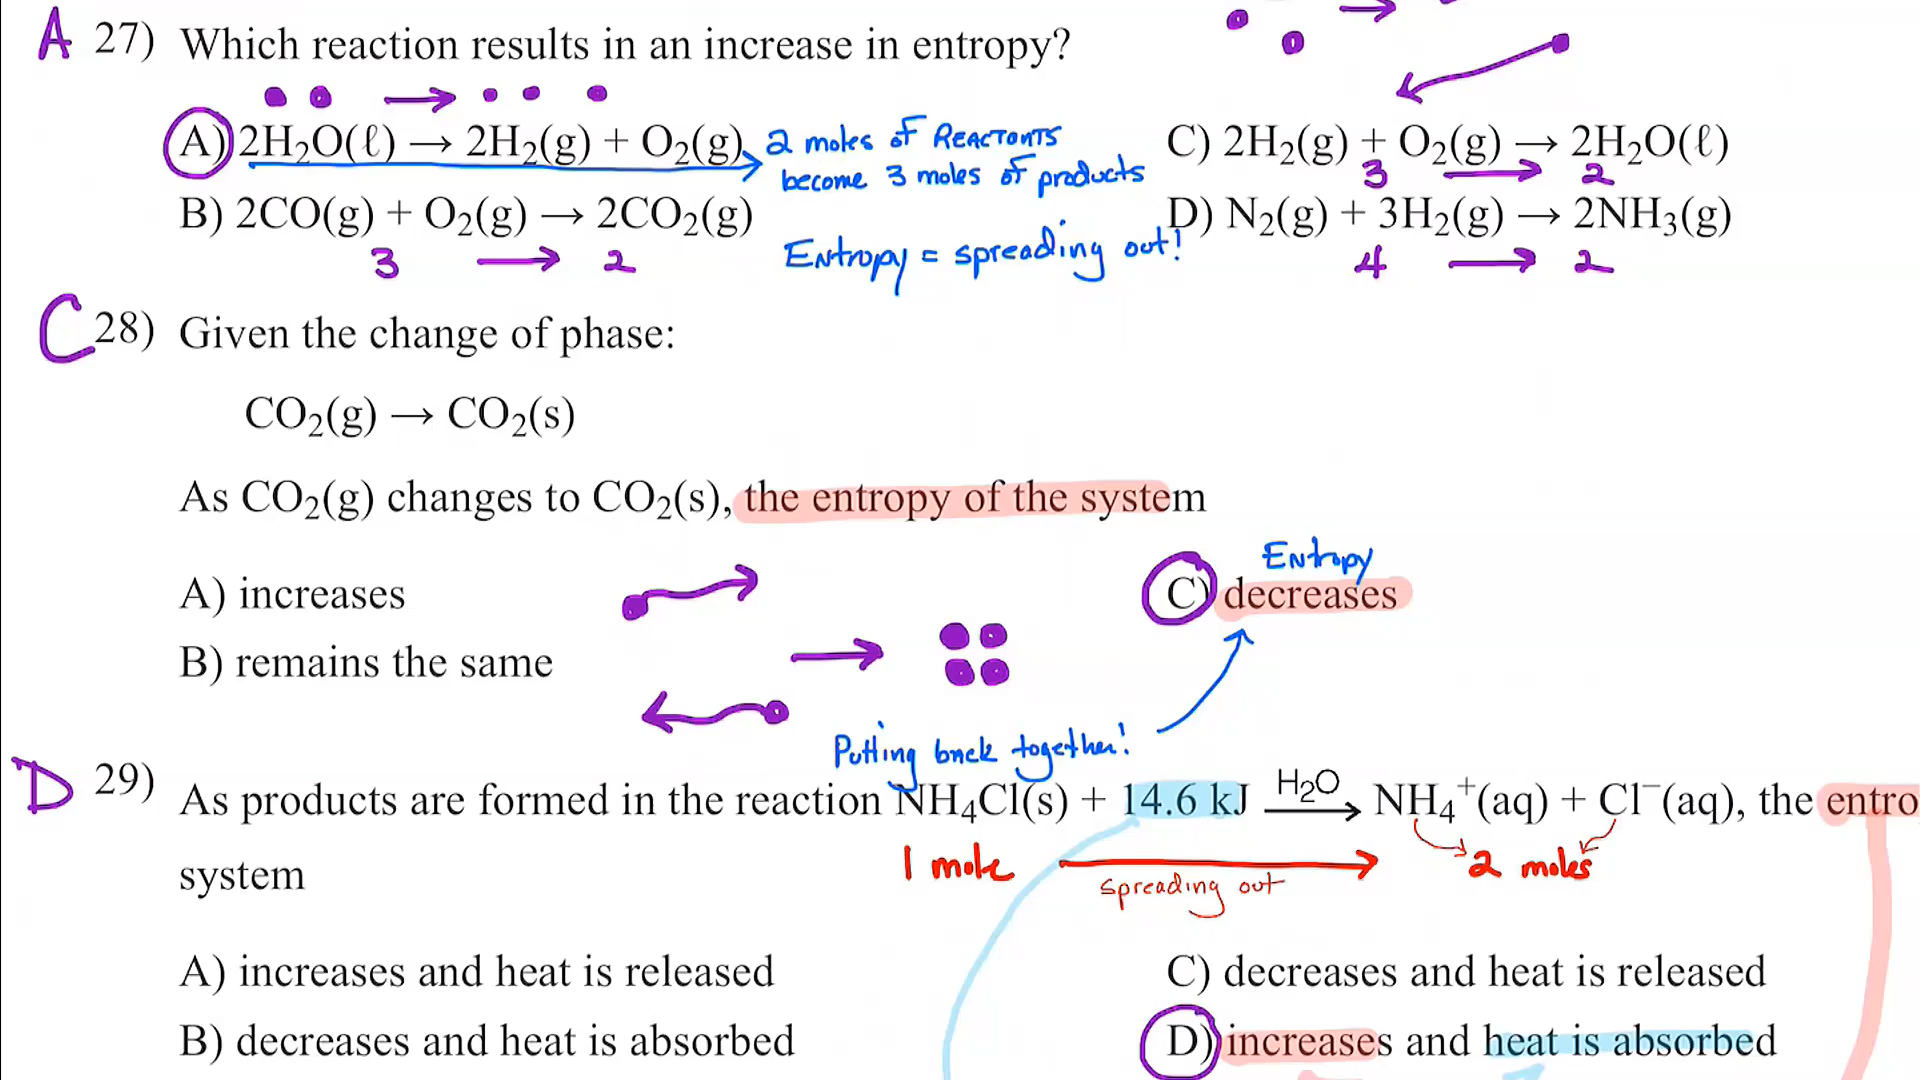 A 27) Which reaction results in an increase in entropy?
A) 2H₂O(ℓ) → 2H₂(g) + O₂(g)
2 moles of REACTANTS
become 3 moles of products
C) 2H₂(g) + O₂(g) → 2H₂O(ℓ)
3 → 2
B) 2CO(g) + O₂(g) → 2CO₂(g)
3 → 2
Entropy = spreading out!
D) N₂(g) + 3H₂(g) → 2NH₃(g)
4 → 2
C 28) Given the change of phase:
CO₂(g) → CO₂(s)
As CO₂(g) changes to CO₂(s), the entropy of the system
A) increases
Entropy
C) decreases
B) remains the same
Putting back together!
D 29) As products are formed in the reaction NH₄Cl(s) + 14.6 kJ →H₂O NH₄⁺(aq) + Cl⁻(aq), the entro
1 mole → 2 moles
spreading out
system
A) increases and heat is released
C) decreases and heat is released
B) decreases and heat is absorbed
D) increases and heat is absorbed